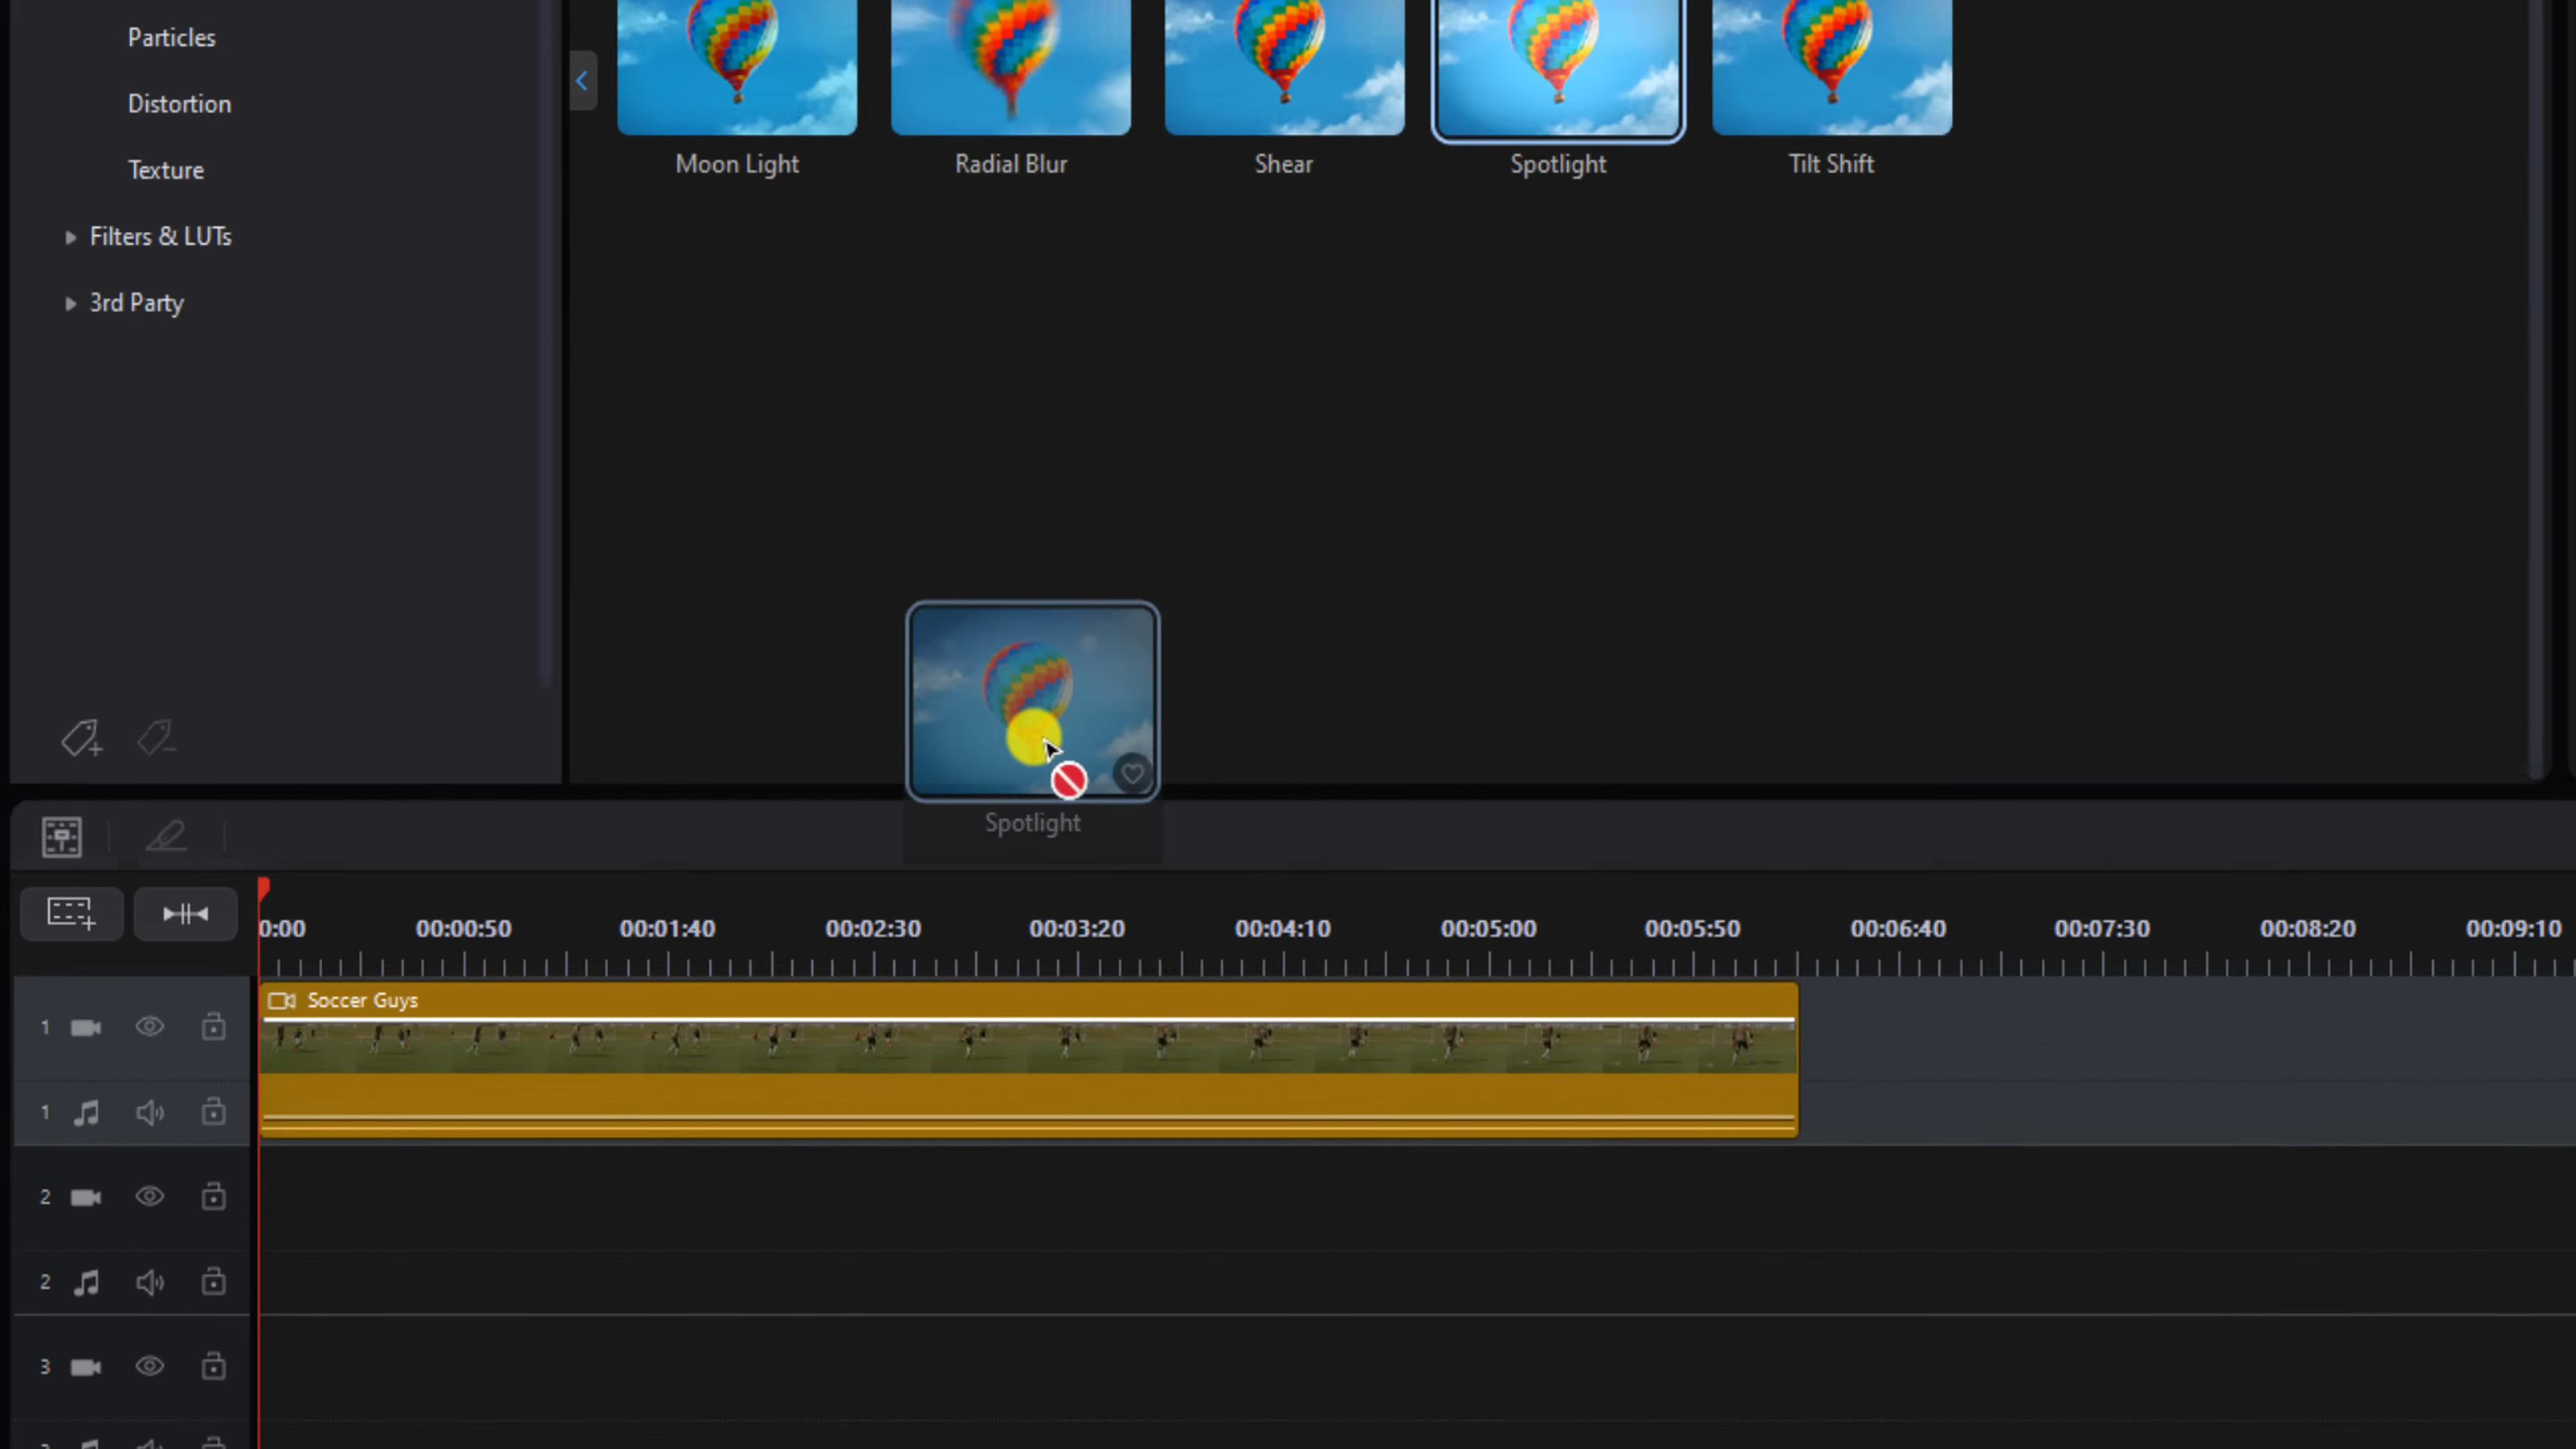 Particles
Distortion
Texture
Filters & LUTs
3rd Party
Moon Light
Radial Blur
Shear
Spotlight
Tilt Shift
Spotlight
0:00 00:00:50 00:01:40 00:02:30 00:03:20 00:04:10 00:05:00 00:05:50 00:06:40 00:07:30 00:08:20 00:09:10
Soccer Guys
1
1
2
2
3